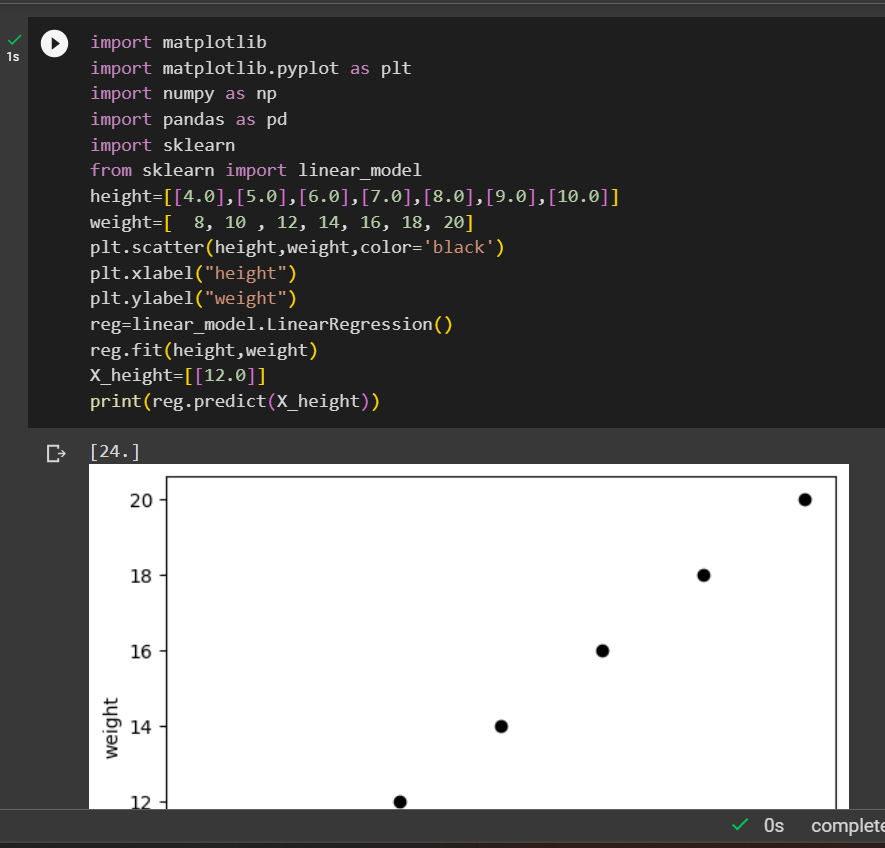 import matplotlib
1s
import matplotlib.pyplot as plt
import numpy as np
import pandas as pd
import sklearn
from sklearn import linear_model
height=[[4.0],[5.0],[6.0],[7.0],[8.0],[9.0],[10.0]]
weight=[  8, 10 , 12, 14, 16, 18, 20]
plt.scatter(height,weight,color='black')
plt.xlabel("height")
plt.ylabel("weight")
reg=linear_model.LinearRegression()
reg.fit(height,weight)
X_height=[[12.0]]
print(reg.predict(X_height))
[24.]
20
18
16
14
12
weight
0s complete